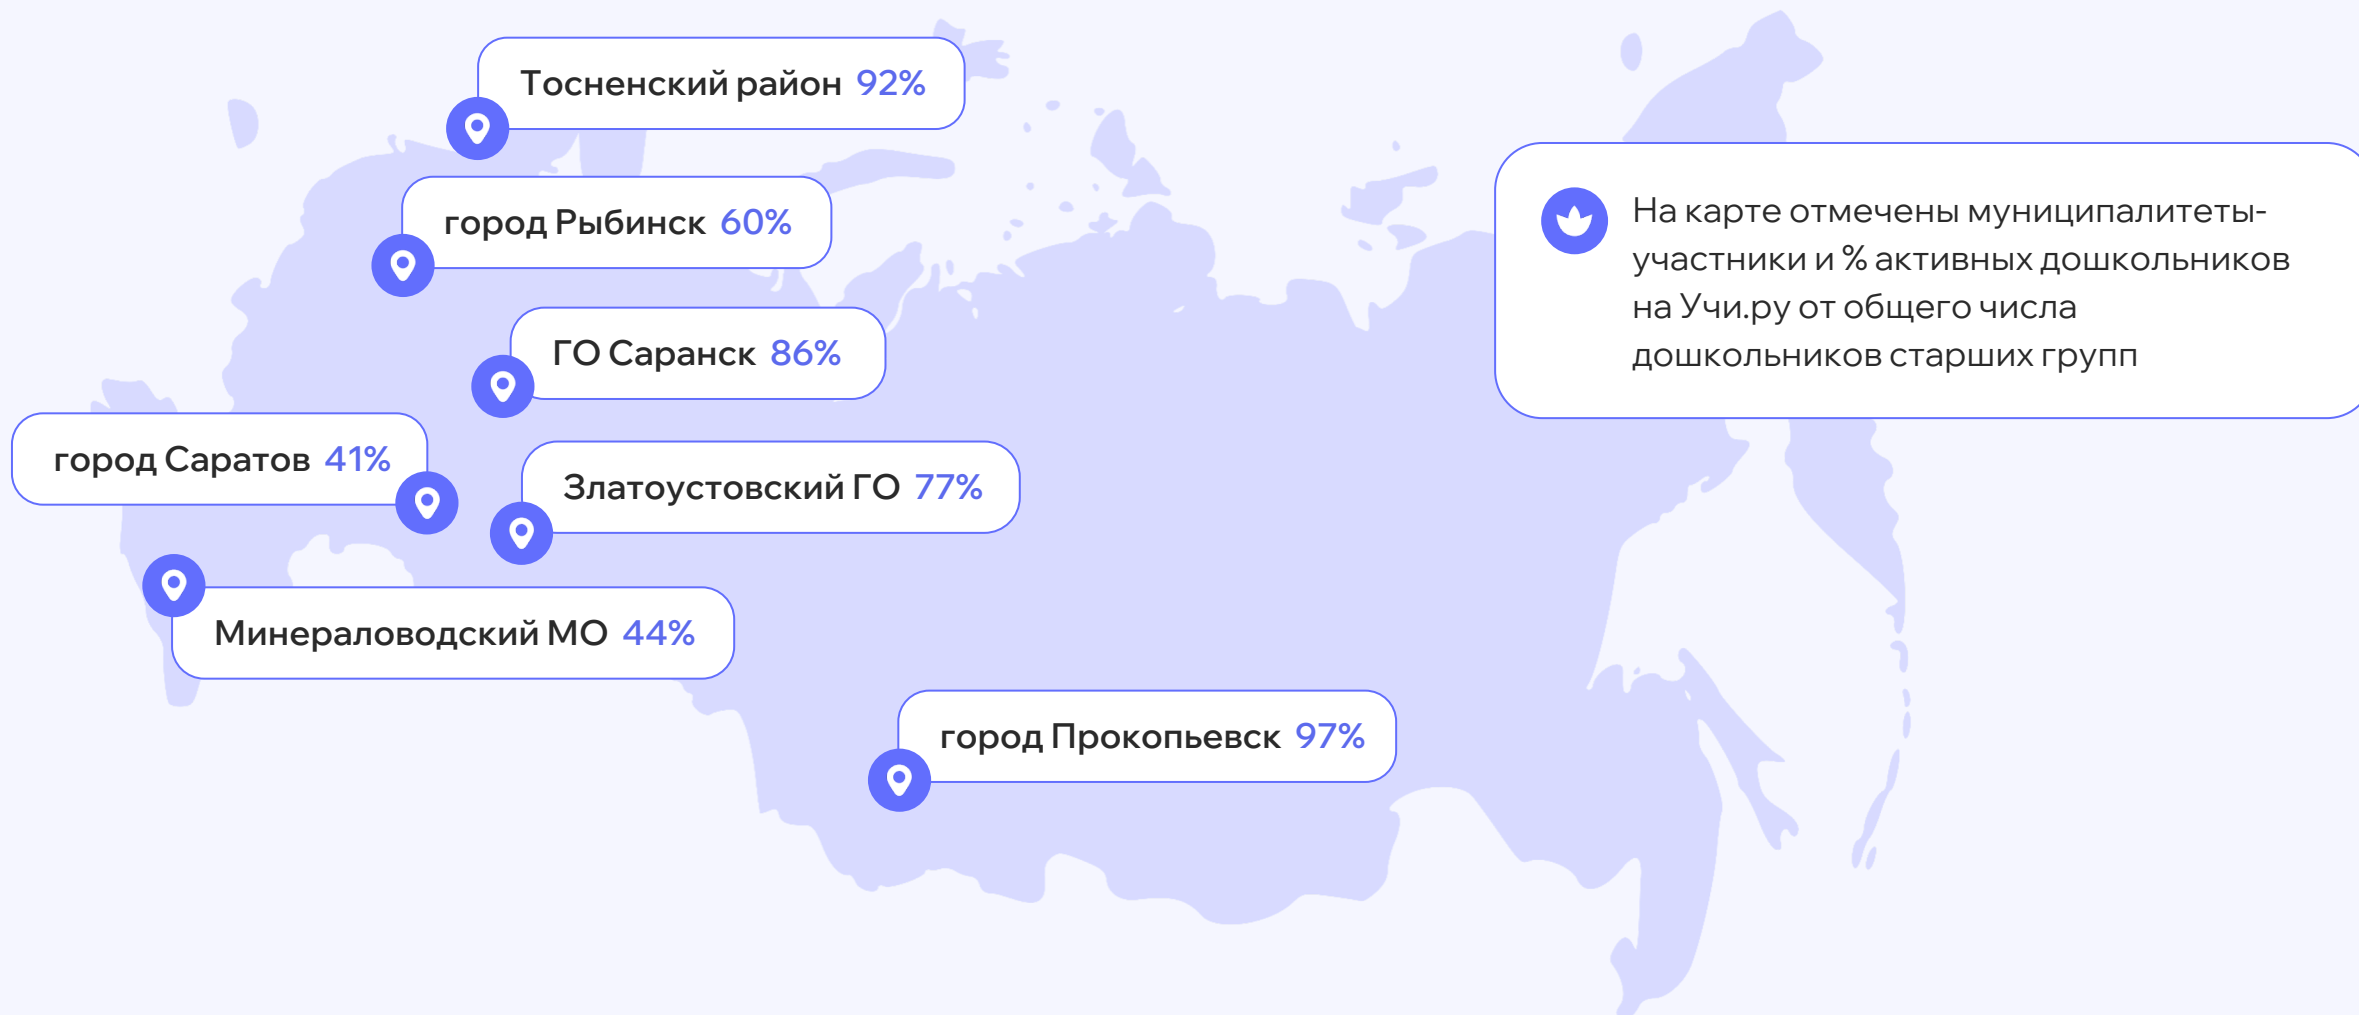 Тосненский район 92%
город Рыбинск 60%
ГО Саранск 86%
город Саратов 41%
Златоустовский ГО 77%
Минераловодский МО 44%
город Прокопьевск 97%
На карте отмечены муниципалитеты-
участники и % активных дошкольников
на Учи.ру от общего числа
дошкольников старших групп